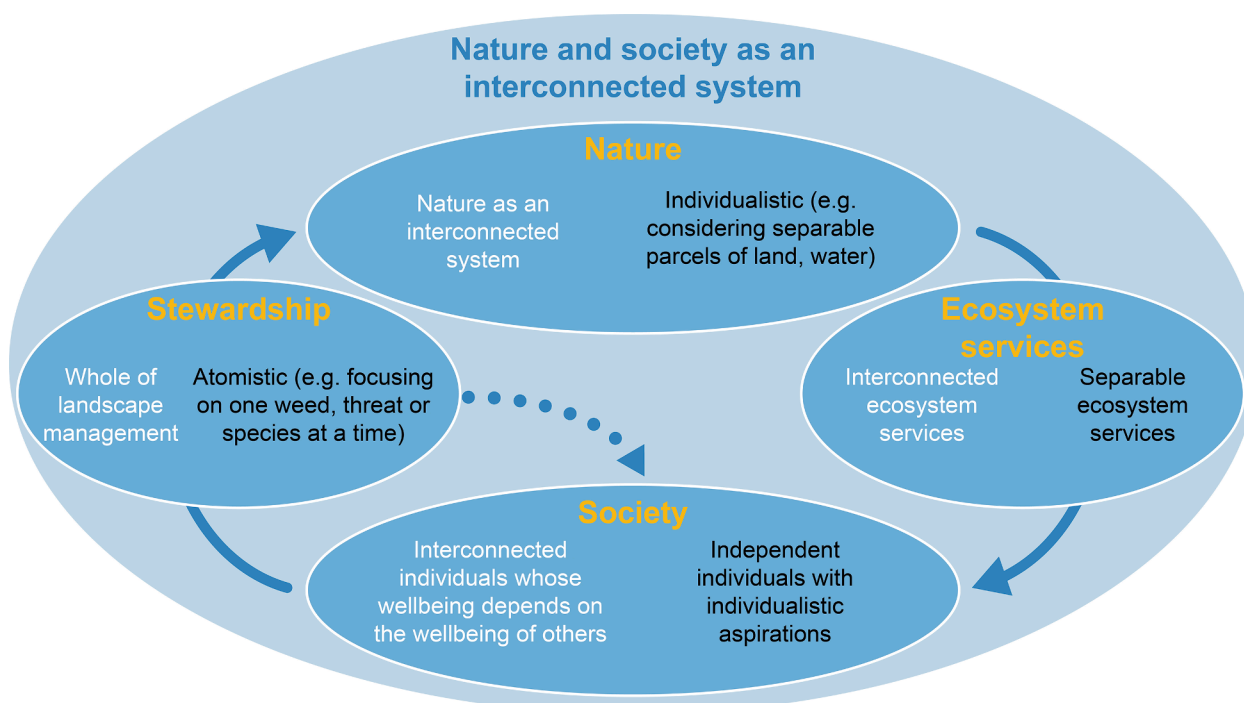 Nature and society as an
interconnected system
Nature
Nature as an
interconnected
system
Individualistic (e.g.
considering separable
parcels of land, water)
Stewardship
Whole of
landscape
management
Atomistic (e.g. focusing
on one weed, threat or
species at a time)
Ecosystem
services
Interconnected
ecosystem
services
Separable
ecosystem
services
Society
Interconnected
individuals whose
wellbeing depends on
the wellbeing of others
Independent
individuals with
individualistic
aspirations